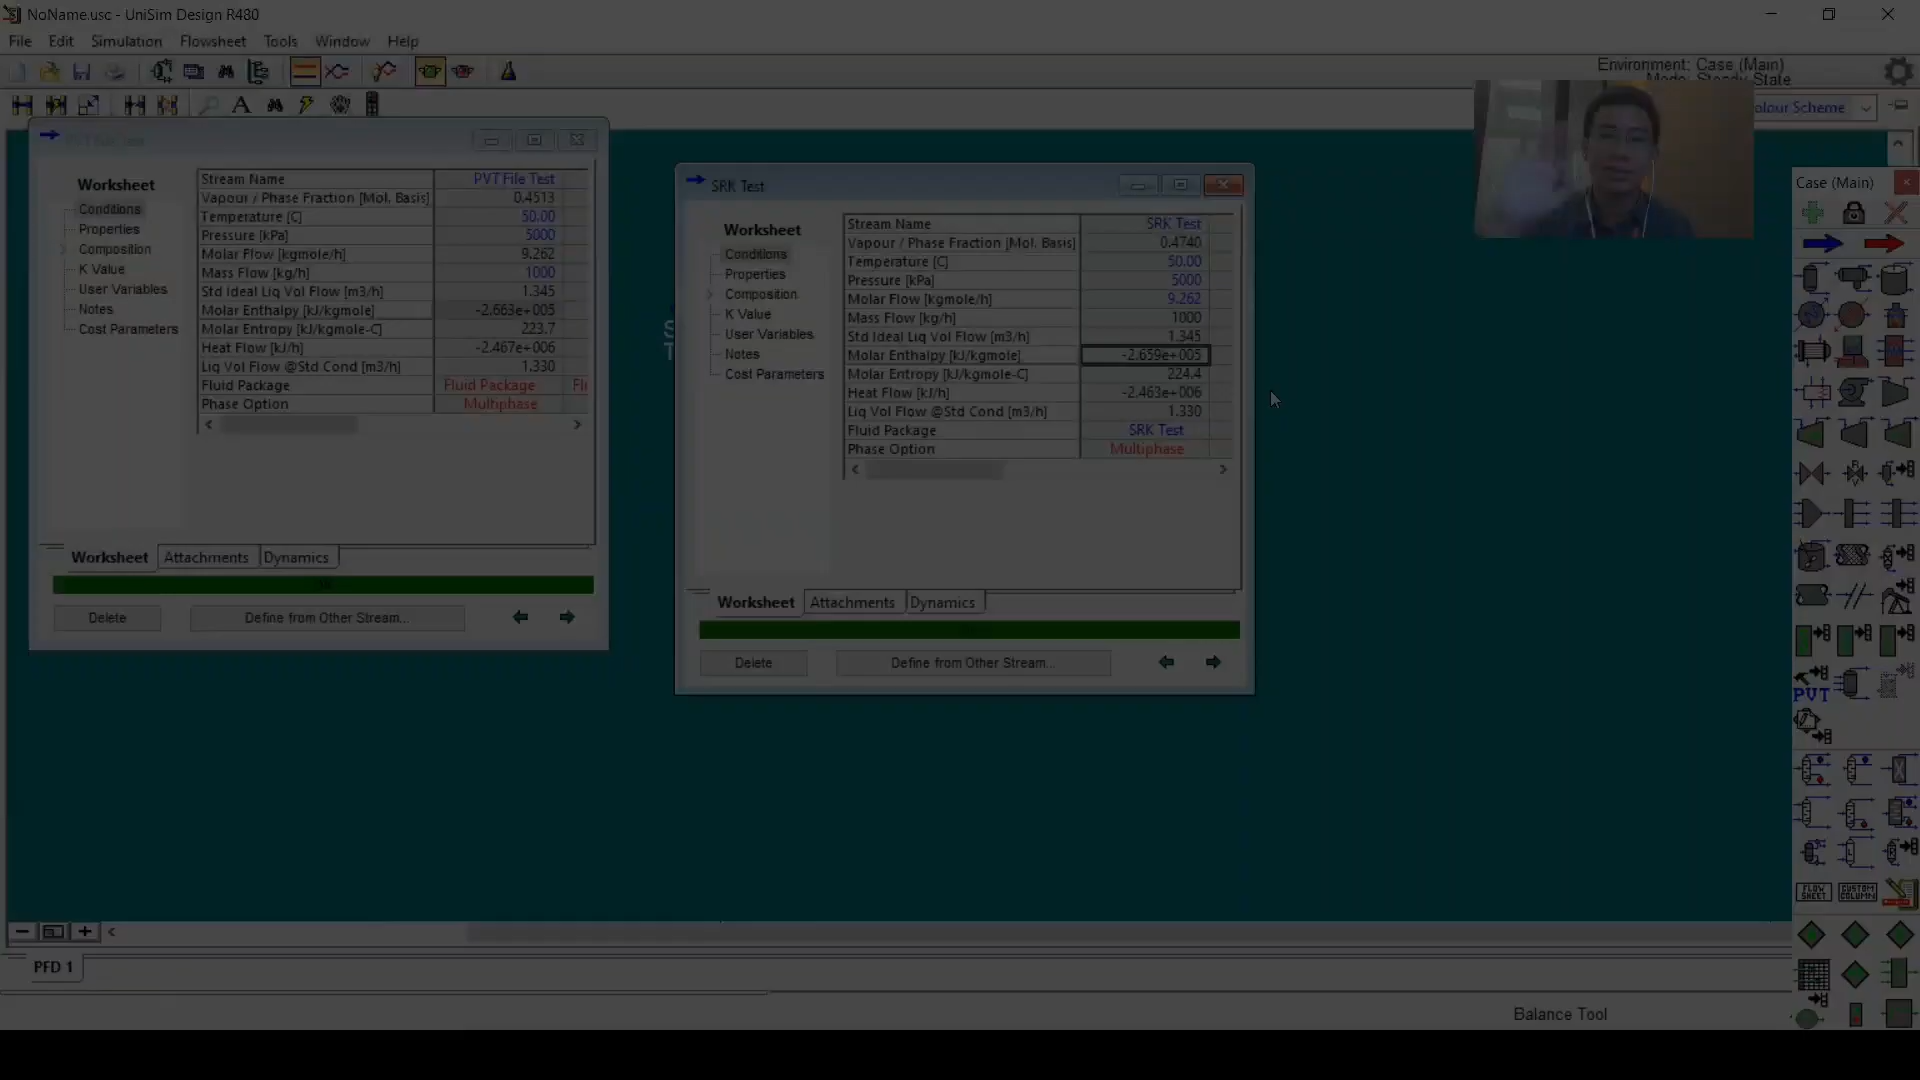 NoName.usc - UniSim Design R480
File Edit Simulation Flowsheet Tools Window Help
Environment: Case (Main)
Mode: Steady State
olour Scheme
Worksheet
Conditions
Properties
Composition
K Value
User Variables
Notes
Cost Parameters
Stream Name PVT File Test
Vapour / Phase Fraction [Mol. Basis] 0.4513
Temperature [C] 50.00
Pressure [kPa] 5000
Molar Flow [kgmole/h] 9.262
Mass Flow [kg/h] 1000
Std Ideal Liq Vol Flow [m3/h] 1.345
Molar Enthalpy [kJ/kgmole] -2.663e+005
Molar Entropy [kJ/kgmole-C] 223.7
Heat Flow [kJ/h] -2.467e+006
Liq Vol Flow @Std Cond [m3/h] 1.330
Fluid Package Fluid Package
Phase Option Multiphase
Worksheet Attachments Dynamics
Delete Define from Other Stream...
SRK Test
Worksheet
Conditions
Properties
Composition
K Value
User Variables
Notes
Cost Parameters
Stream Name SRK Test
Vapour / Phase Fraction [Mol. Basis] 0.4740
Temperature [C] 50.00
Pressure [kPa] 5000
Molar Flow [kgmole/h] 9.262
Mass Flow [kg/h] 1000
Std Ideal Liq Vol Flow [m3/h] 1.345
Molar Enthalpy [kJ/kgmole] -2.659e+005
Molar Entropy [kJ/kgmole-C] 224.4
Heat Flow [kJ/h] -2.463e+006
Liq Vol Flow @Std Cond [m3/h] 1.330
Fluid Package SRK Test
Phase Option Multiphase
Worksheet Attachments Dynamics
Delete Define from Other Stream...
Case (Main)
PVT
FLOW SHEET
CUSTOM COLUMN
PFD 1
Balance Tool